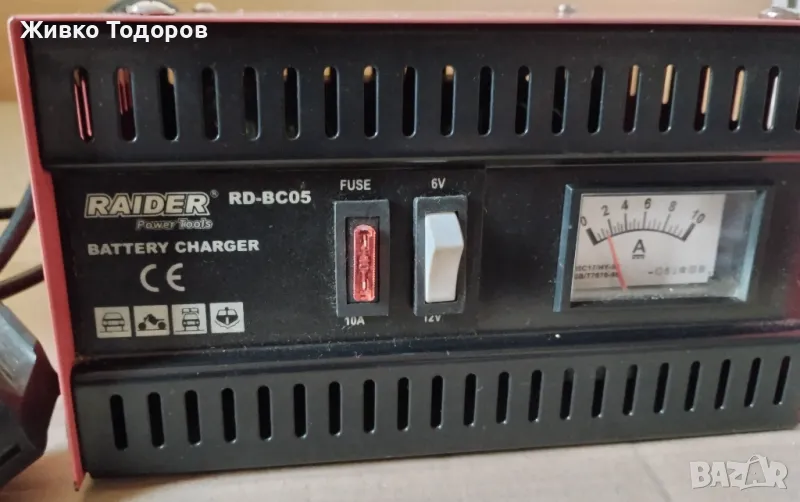 Живко Тодоров
RAIDER® RD-BC05
Power Tools
BATTERY CHARGER
CE
FUSE
10A
6V
12V
0 2 4 6 8 10
A
BAZAR